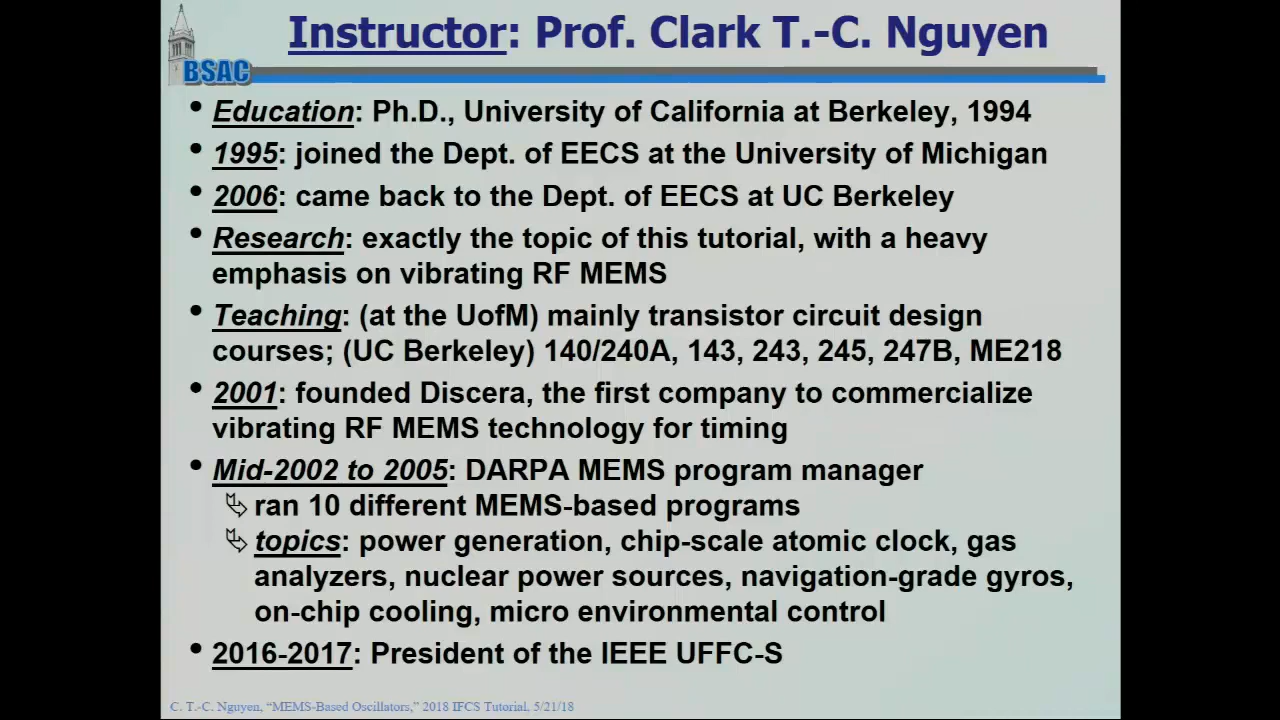 Instructor: Prof. Clark T.-C. Nguyen
BSAC
• Education: Ph.D., University of California at Berkeley, 1994
• 1995: joined the Dept. of EECS at the University of Michigan
• 2006: came back to the Dept. of EECS at UC Berkeley
• Research: exactly the topic of this tutorial, with a heavy
emphasis on vibrating RF MEMS
• Teaching: (at the UofM) mainly transistor circuit design
courses; (UC Berkeley) 140/240A, 143, 243, 245, 247B, ME218
• 2001: founded Discera, the first company to commercialize
vibrating RF MEMS technology for timing
• Mid-2002 to 2005: DARPA MEMS program manager
ran 10 different MEMS-based programs
topics: power generation, chip-scale atomic clock, gas
analyzers, nuclear power sources, navigation-grade gyros,
on-chip cooling, micro environmental control
• 2016-2017: President of the IEEE UFFC-S
C. T.-C. Nguyen, “MEMS-Based Oscillators,” 2018 IFCS Tutorial, 5/21/18